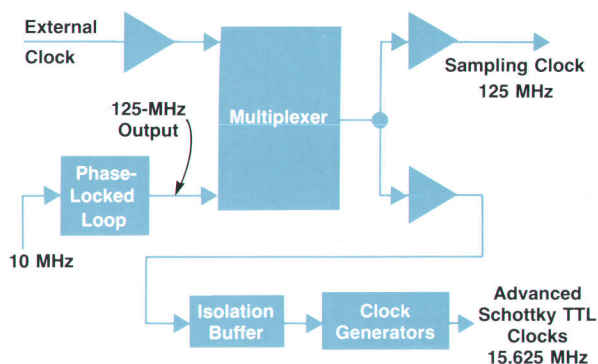 External
Clock
Multiplexer
Sampling Clock
125 MHz
125-MHz
Output
Phase-
Locked
Loop
10 MHz
Isolation
Buffer
Clock
Generators
Advanced
Schottky TTL
Clocks
15.625 MHz